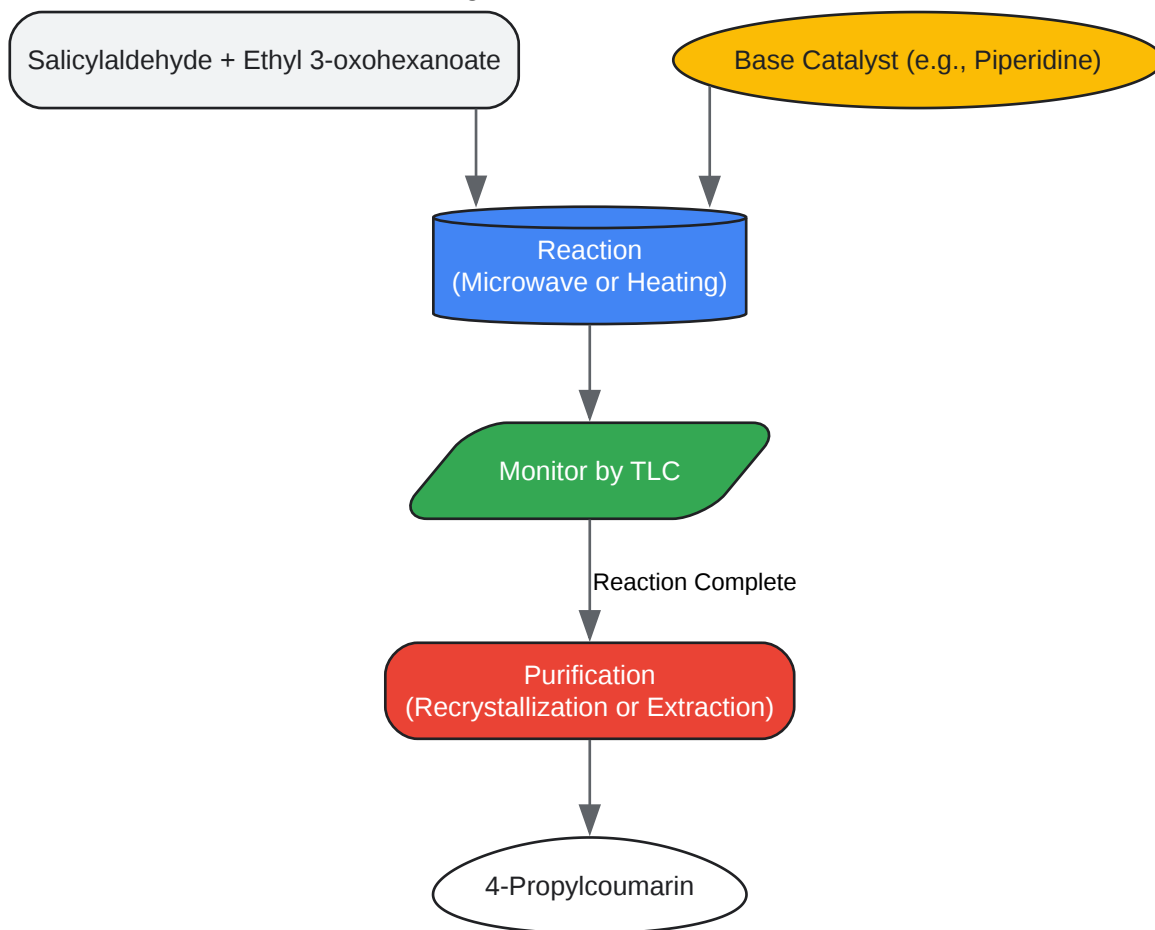 Salicylaldehyde + Ethyl 3-oxohexanoate
Base Catalyst (e.g., Piperidine)
Reaction
(Microwave or Heating)
Monitor by TLC
Reaction Complete
Purification
(Recrystallization or Extraction)
4-Propylcoumarin